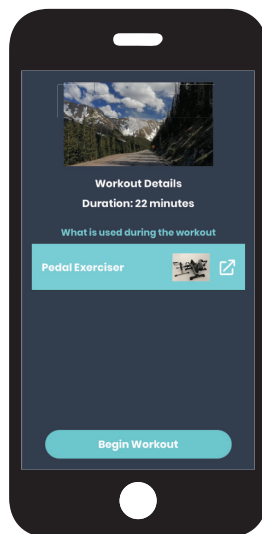 Workout Details
Duration: 22 minutes
What is used during the workout
Pedal Exerciser
Begin Workout